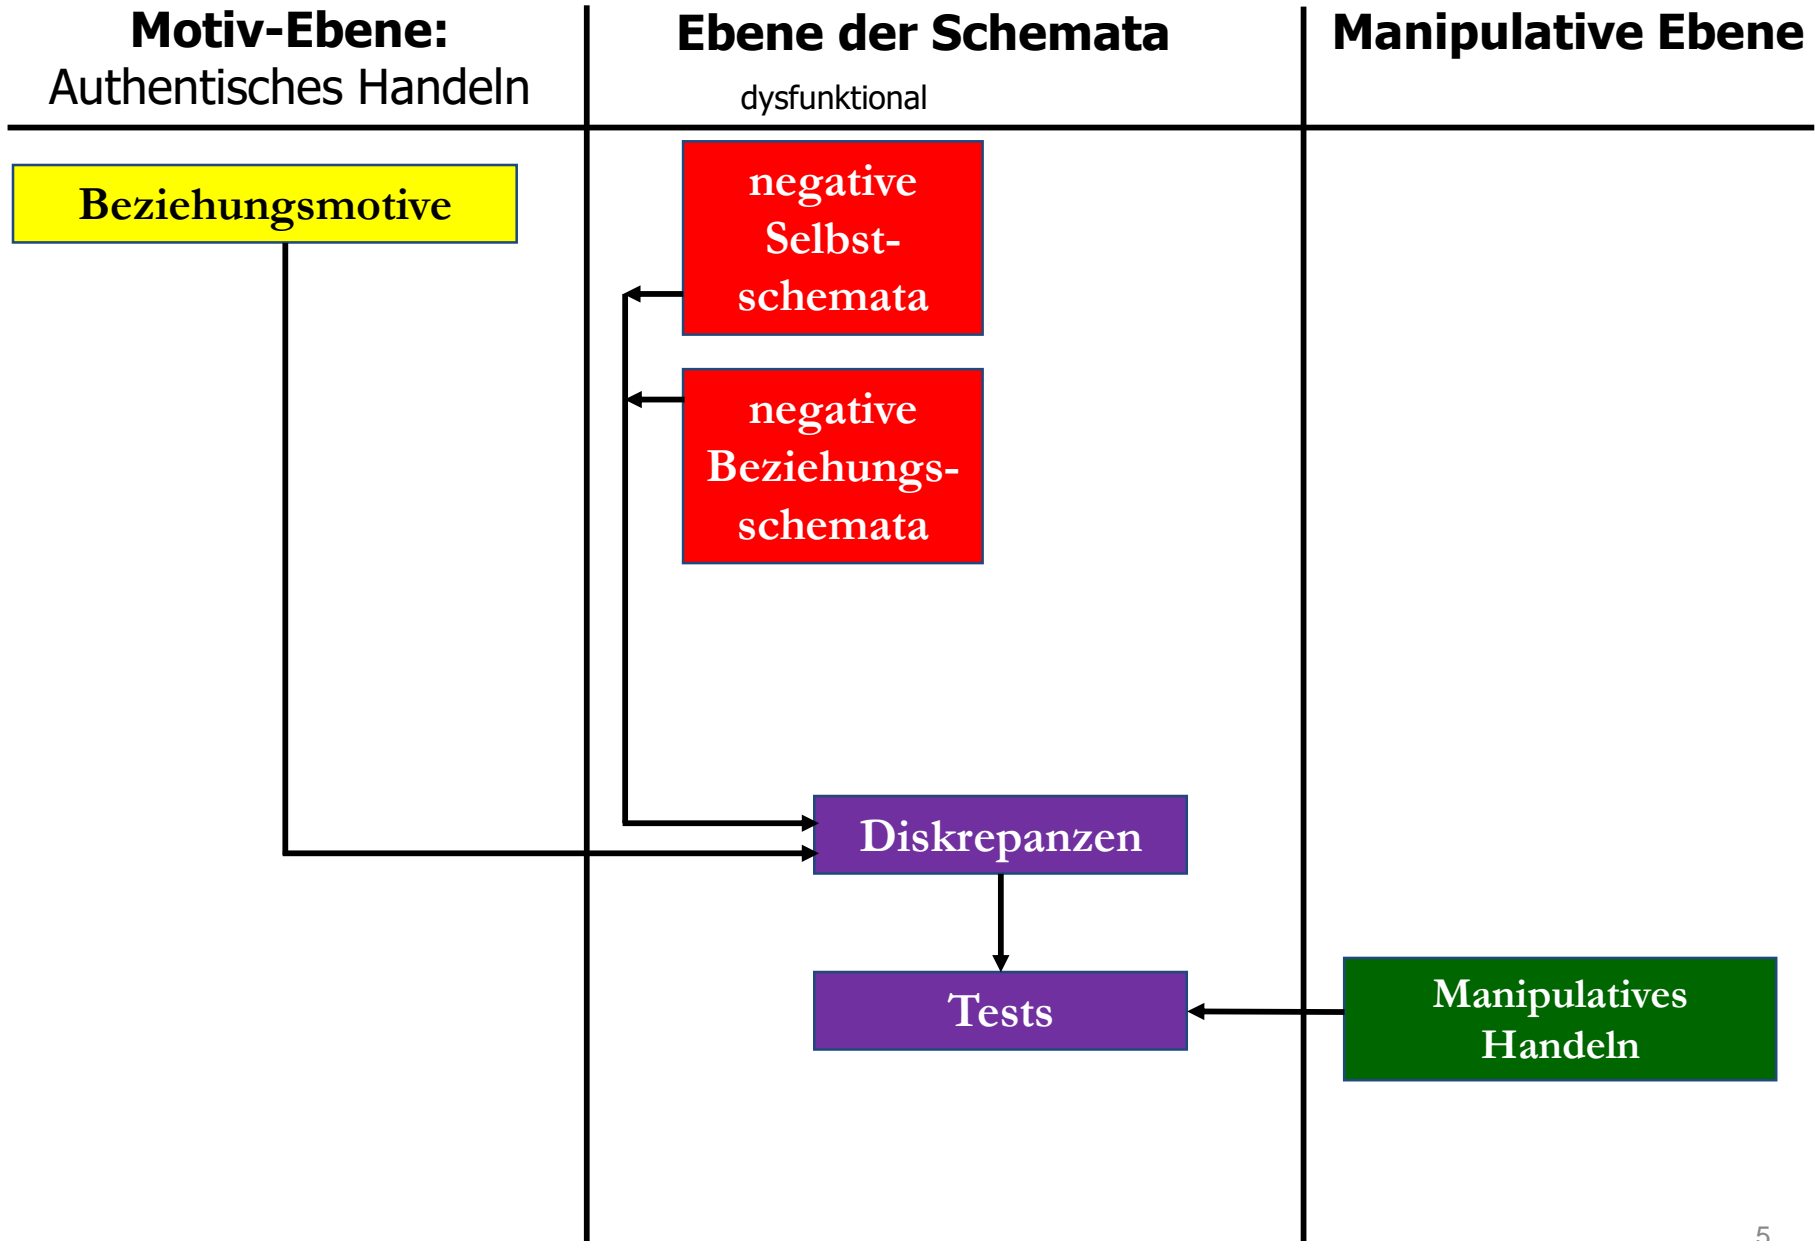 Motiv-Ebene:
Authentisches Handeln
Ebene der Schemata
dysfunktional
Manipulative Ebene
Beziehungsmotive
negative
Selbst-
schemata
negative
Beziehungs-
schemata
Diskrepanzen
Tests
Manipulatives
Handeln
5